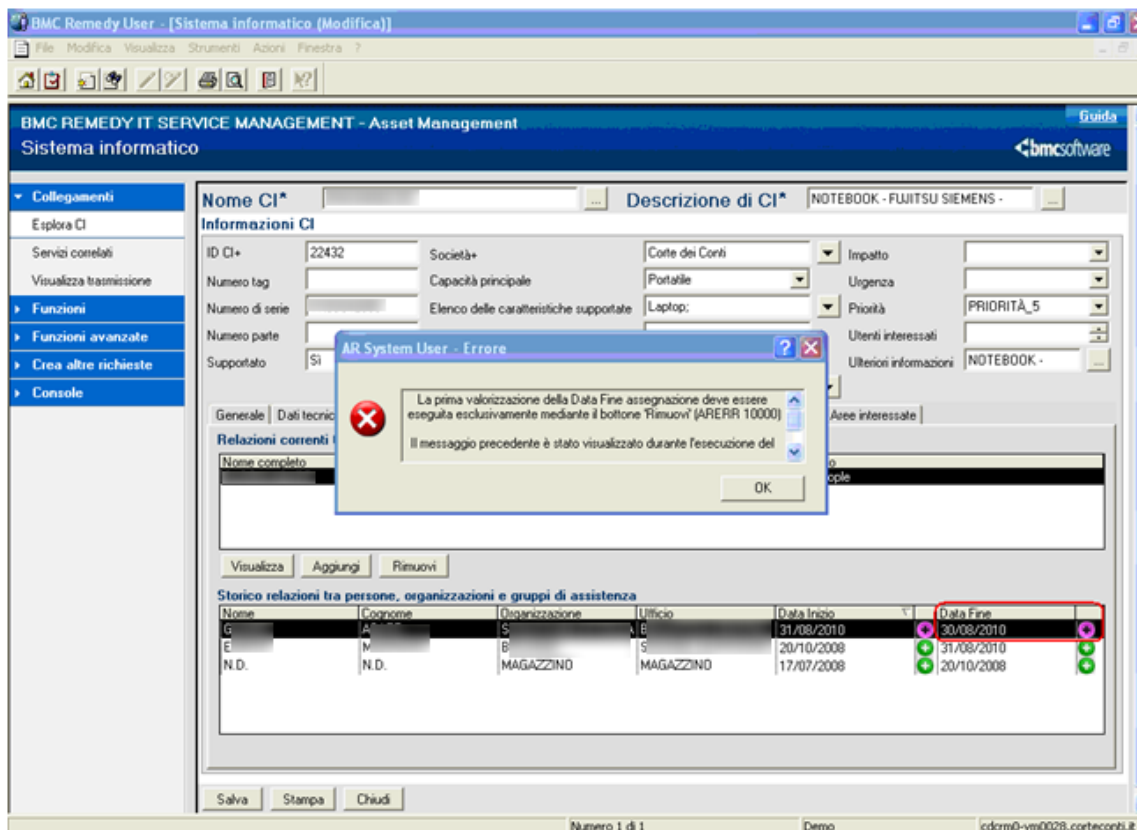 BMC Remedy User - [Sistema informatico (Modifica)]
File Modifica Visualizza Strumenti Azioni Finestra ?
BMC REMEDY IT SERVICE MANAGEMENT - Asset Management
Guida
Sistema informatico
bmcsoftware
Collegamenti
Esplora CI
Servizi correlati
Visualizza trasmissione
Funzioni
Funzioni avanzate
Crea altre richieste
Console
Nome CI* ... Descrizione di CI* NOTEBOOK - FUJITSU SIEMENS - ...
Informazioni CI
ID CI+ 22432 Società+ Corte dei Conti Impatto
Numero tag Capacità principale Portatile Urgenza
Numero di serie Elenco delle caratteristiche supportate Laptop; Priorità PRIORITÀ_5
Numero parte Utenti interessati
Supportato Sì Ulteriori informazioni NOTEBOOK - ...
AR System User - Errore
La prima valorizzazione della Data Fine assegnazione deve essere
eseguita esclusivamente mediante il bottone 'Rimuovi' (ARERR 10000)
Il messaggio precedente è stato visualizzato durante l'esecuzione del
OK
Generale Dati tecnic Aree interessate
Relazioni correnti
Nome completo
Visualizza Aggiungi Rimuovi
Storico relazioni tra persone, organizzazioni e gruppi di assistenza
Nome Cognome Organizzazione Ufficio Data Inizio Data Fine
G A S A B 31/08/2010 30/08/2010
E M B S 20/10/2008 31/08/2010
N.D. N.D. MAGAZZINO MAGAZZINO 17/07/2008 20/10/2008
Salva Stampa Chiudi
Numero 1 di 1 Demo cdcrm0-vm0028.corteconti.it